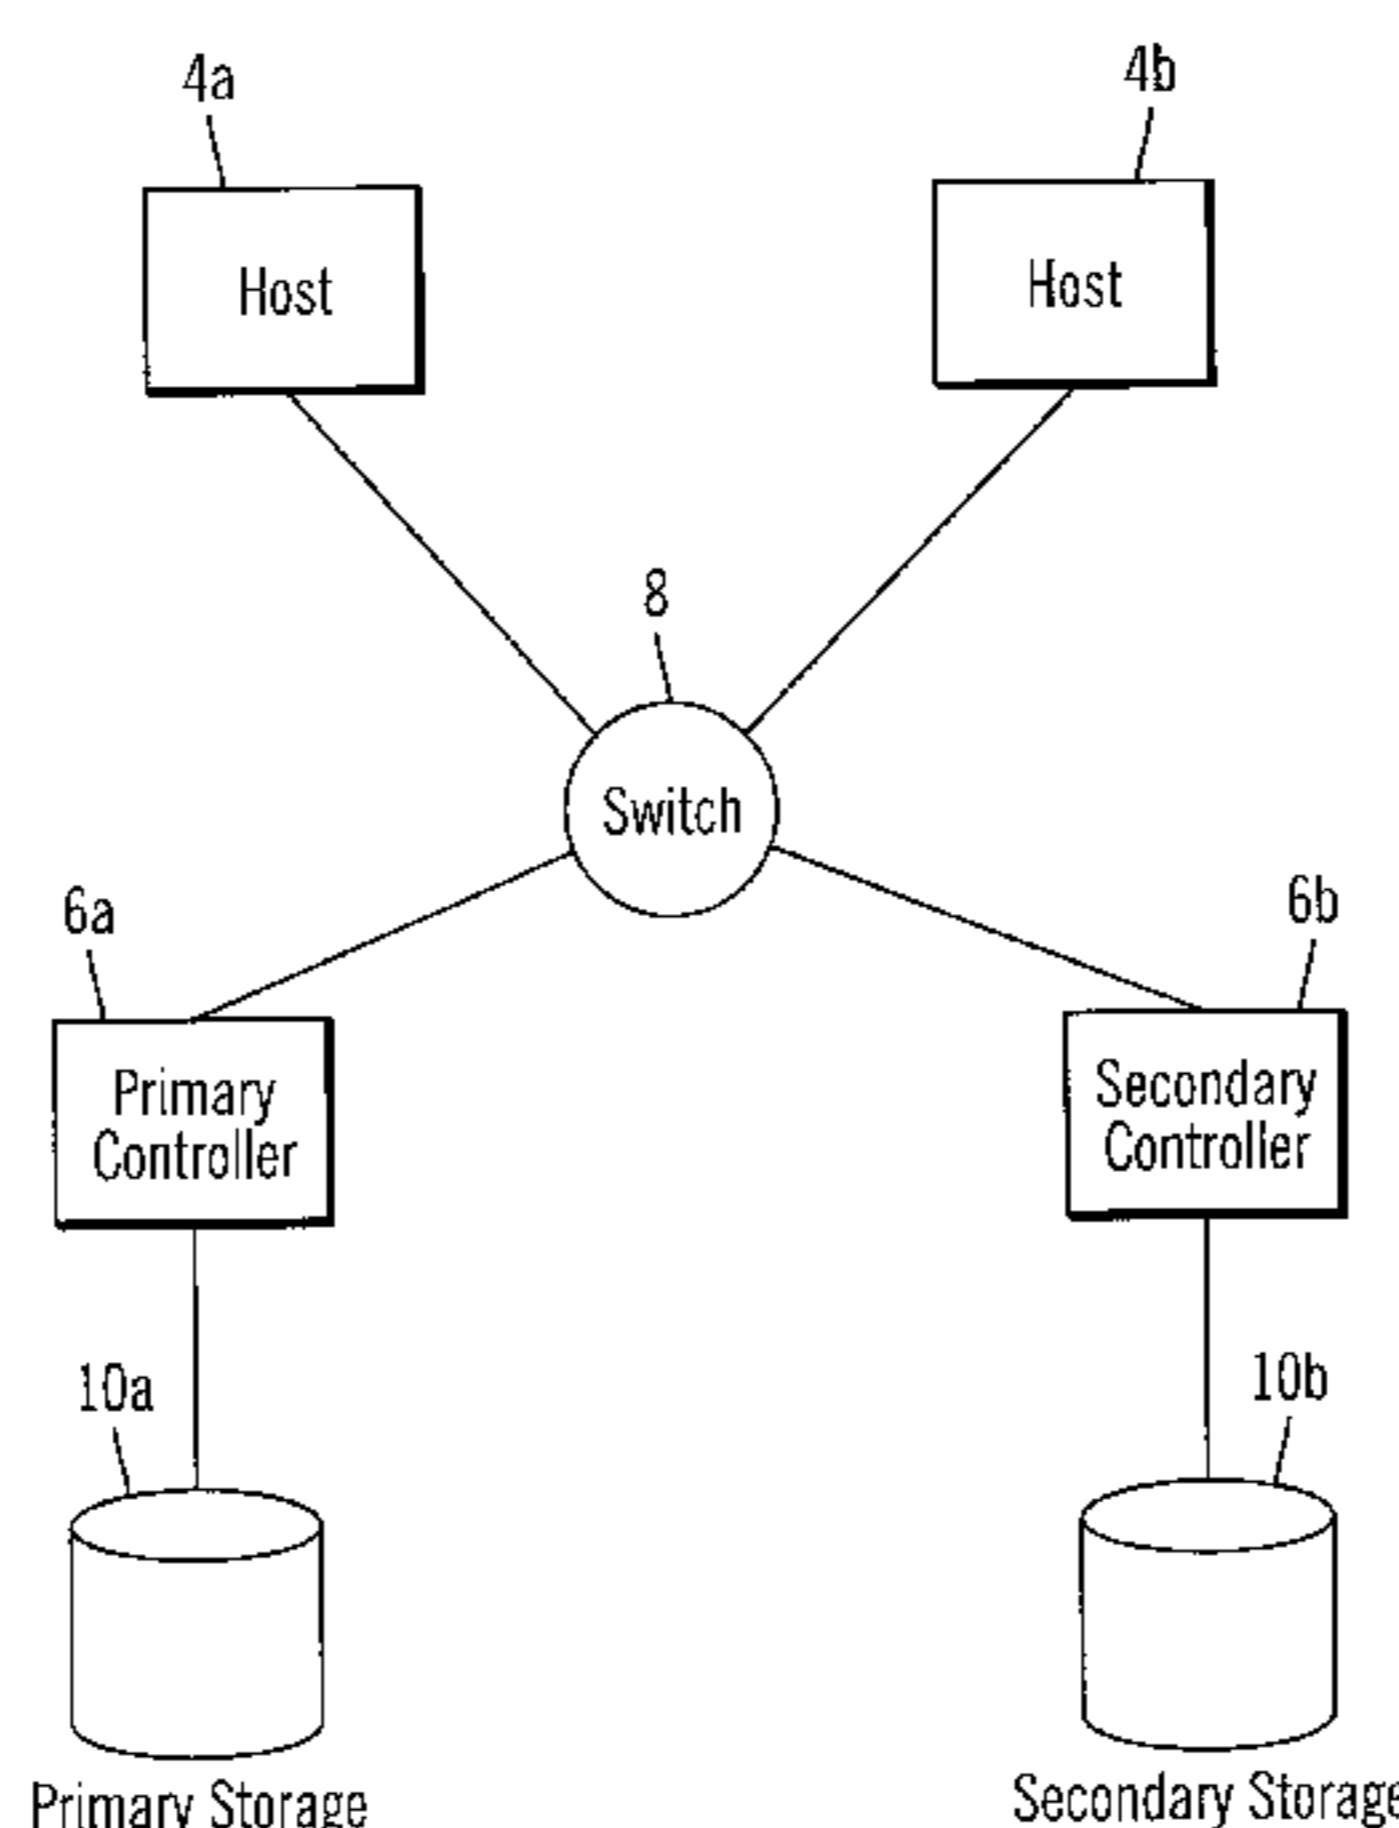 4a
4b
Host
Host
8
Switch
6a
6b
Primary
Controller
Secondary
Controller
10a
10b
Primary Storage
Secondary Storage